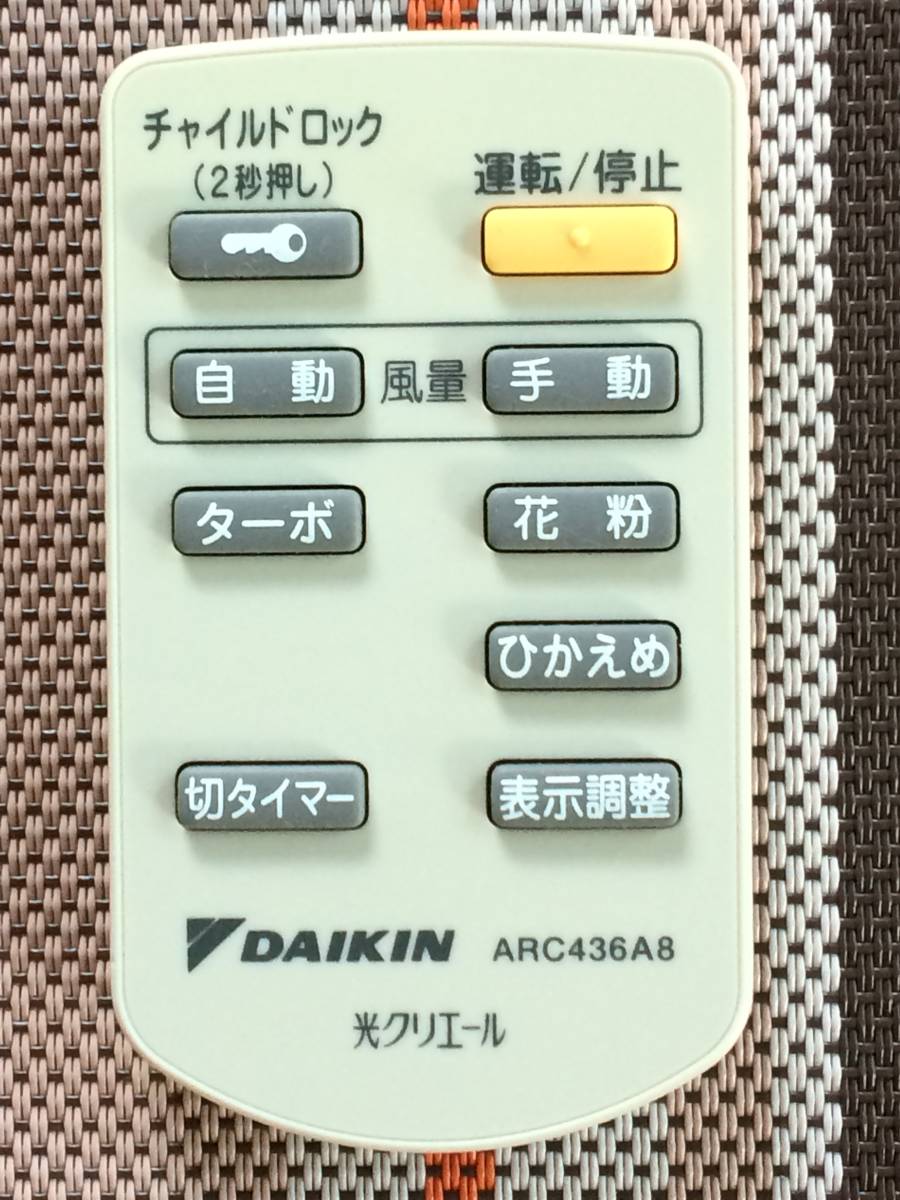 チャイルドロック
(2秒押し)
運転/停止
自動 風量 手動
ターボ 花粉
ひかえめ
切タイマー 表示調整
DAIKIN ARC436A8
光クリエール